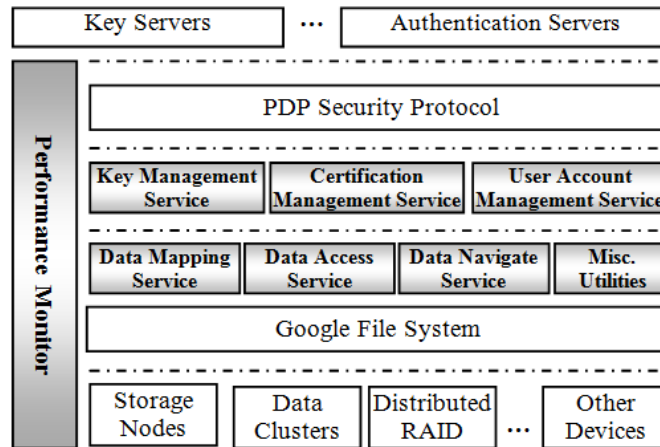 Key Servers ... Authentication Servers
Performance Monitor
PDP Security Protocol
Key Management Service
Certification Management Service
User Account Management Service
Data Mapping Service
Data Access Service
Data Navigate Service
Misc. Utilities
Google File System
Storage Nodes
Data Clusters
Distributed RAID
...
Other Devices